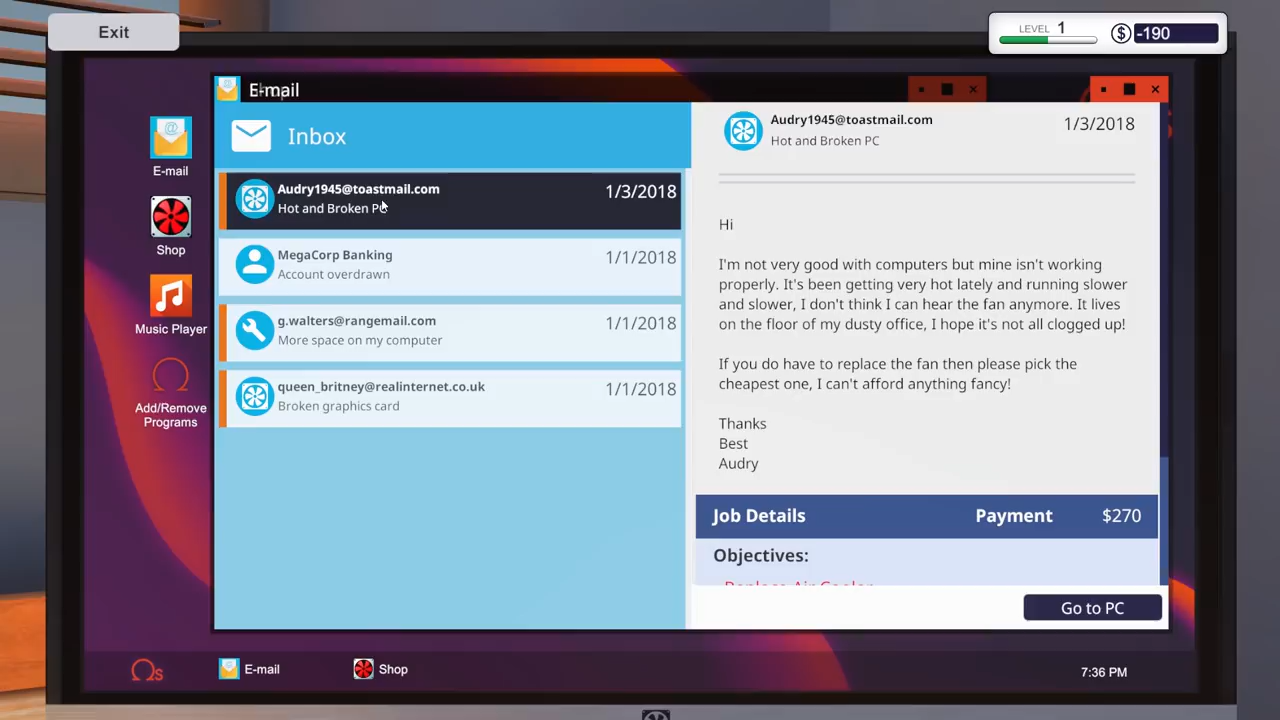 Exit
LEVEL 1
$ -190
E-mail
Inbox
Audry1945@toastmail.com 1/3/2018
Hot and Broken PC
MegaCorp Banking 1/1/2018
Account overdrawn
g.walters@rangemail.com 1/1/2018
More space on my computer
queen_britney@realinternet.co.uk 1/1/2018
Broken graphics card
Audry1945@toastmail.com 1/3/2018
Hot and Broken PC
Hi
I'm not very good with computers but mine isn't working
properly. It's been getting very hot lately and running slower
and slower, I don't think I can hear the fan anymore. It lives
on the floor of my dusty office, I hope it's not all clogged up!
If you do have to replace the fan then please pick the
cheapest one, I can't afford anything fancy!
Thanks
Best
Audry
Job Details Payment $270
Objectives:
Replace Air Cooler
Go to PC
E-mail
Shop
Music Player
Add/Remove
Programs
E-mail
Shop
7:36 PM